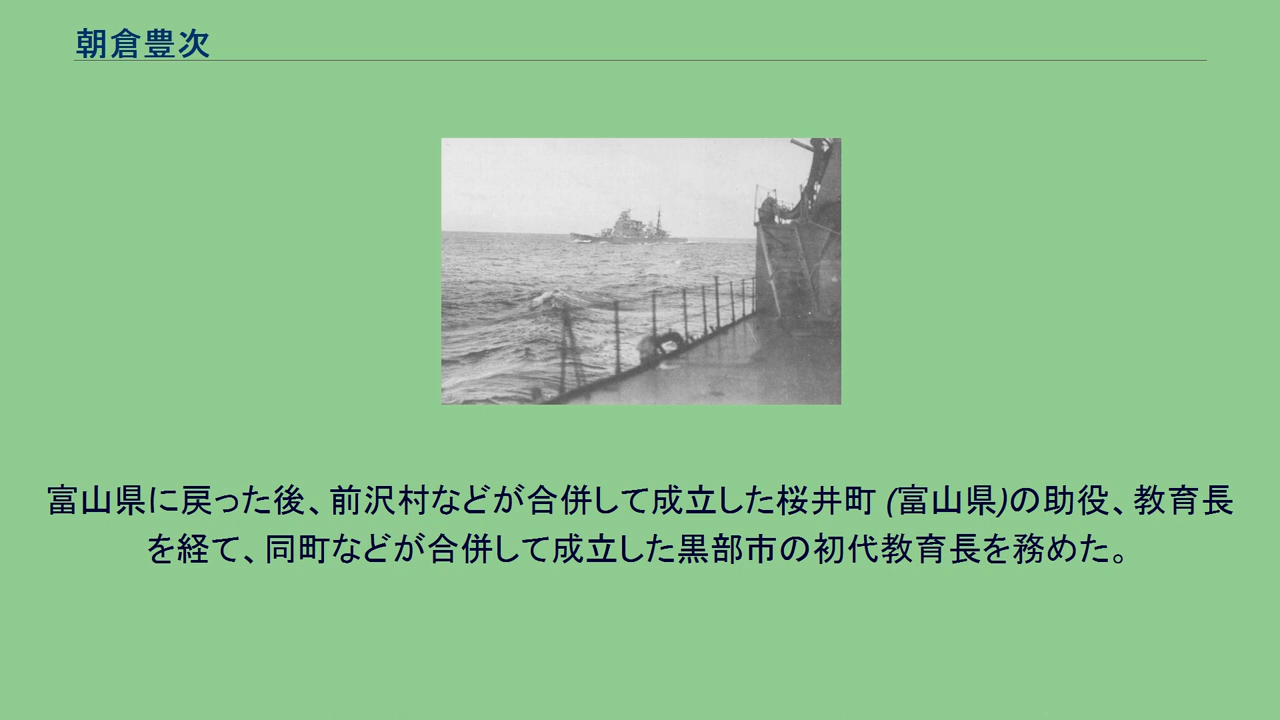 朝倉豊次
富山県に戻った後、前沢村などが合併して成立した桜井町 (富山県)の助役、教育長
を経て、同町などが合併して成立した黒部市の初代教育長を務めた。